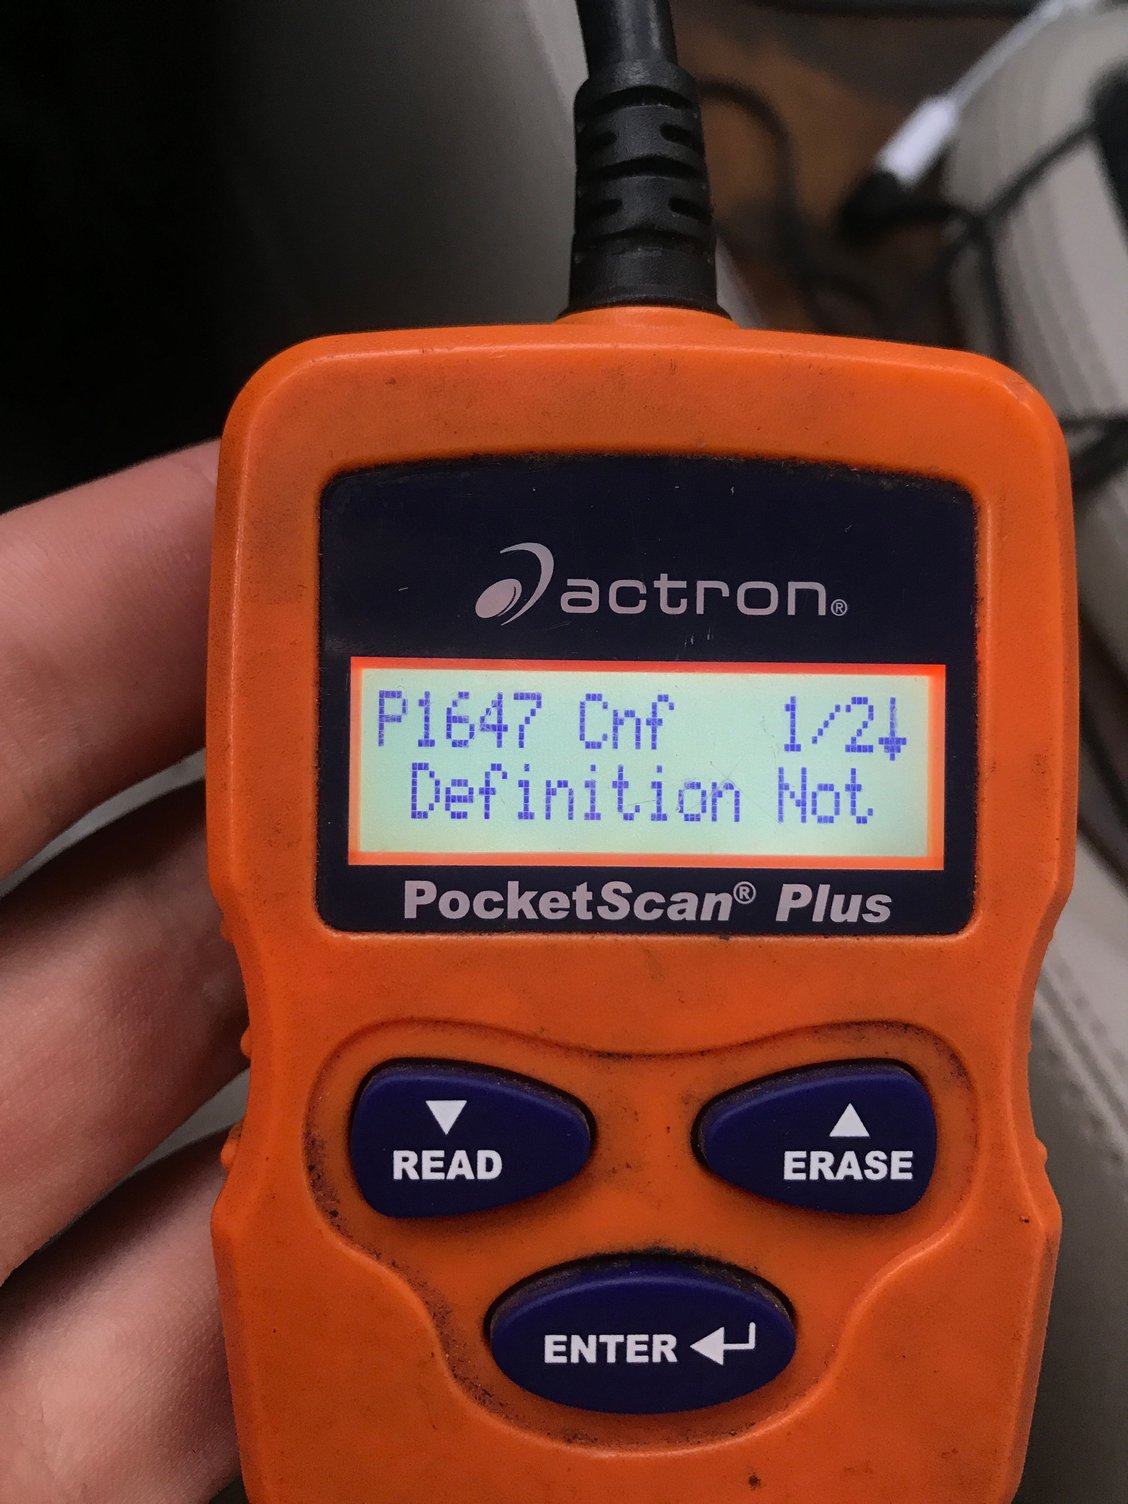 actron®
P1647 Cnf 1/2↓
Definition Not
PocketScan® Plus
▼ ▲
READ ERASE
ENTER